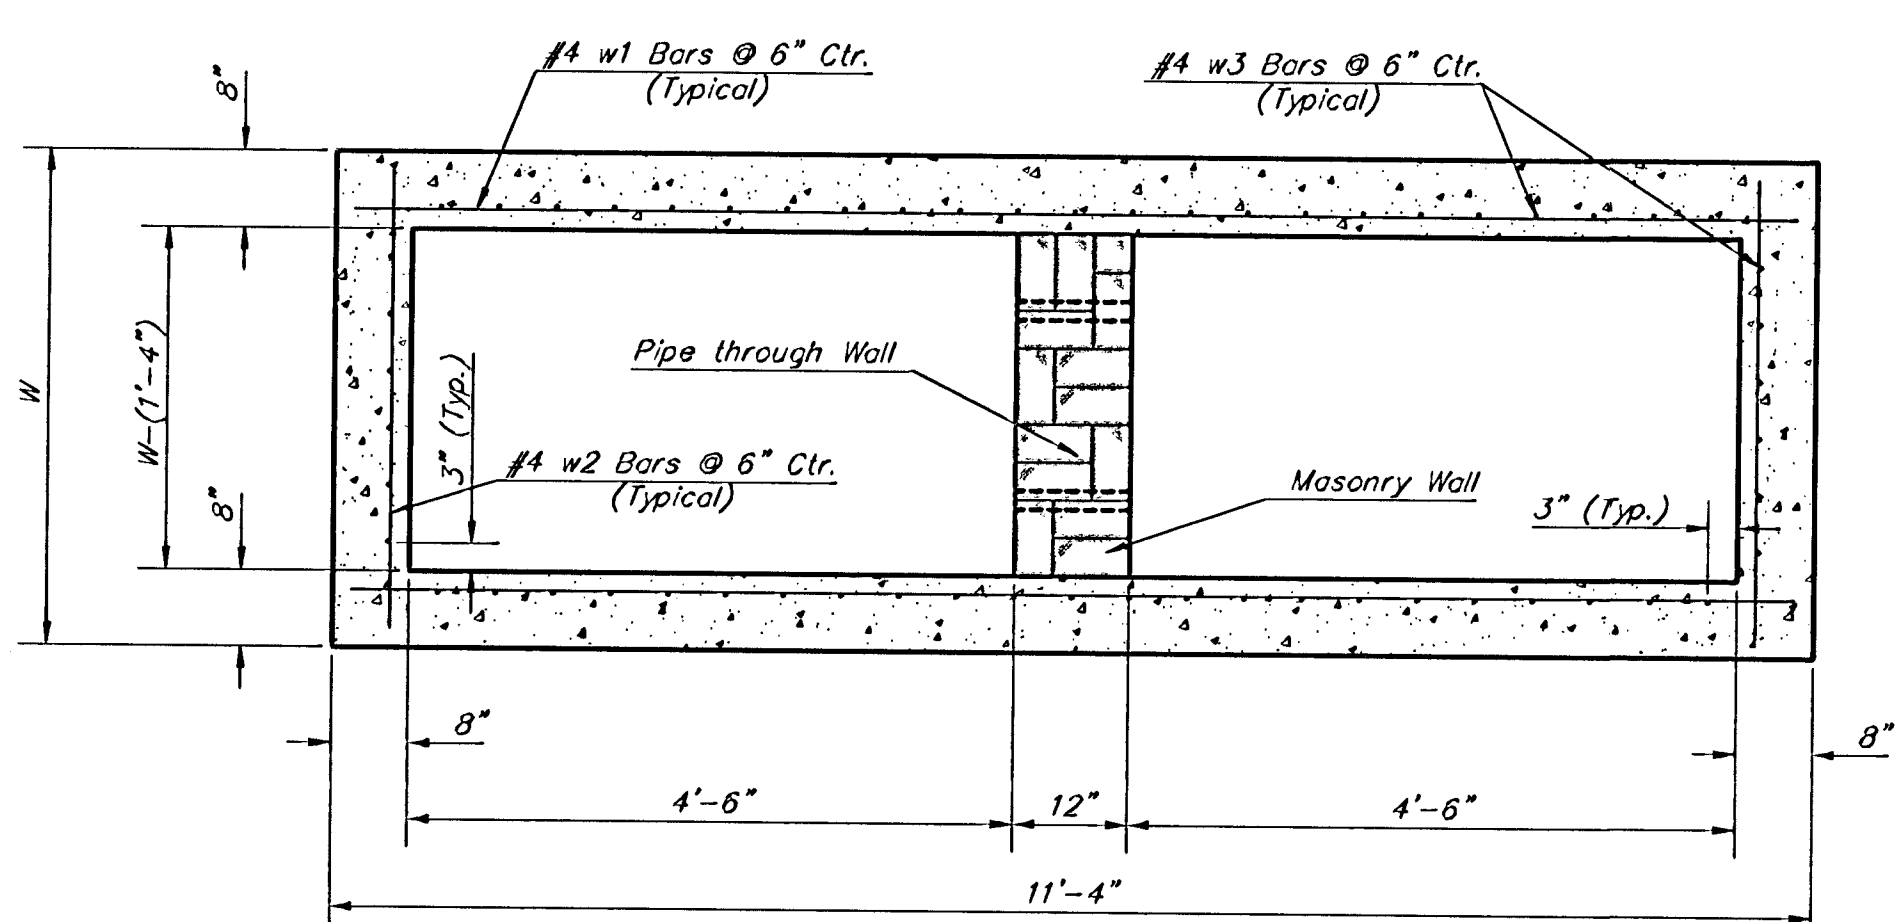 #4 w1 Bars @ 6" Ctr.
(Typical)
#4 w3 Bars @ 6" Ctr.
(Typical)
8"
W
W-(1'-4")
Pipe through Wall
3" (Typ.)
#4 w2 Bars @ 6" Ctr.
(Typical)
Masonry Wall
3" (Typ.)
8"
8"
8"
4'-6"
12"
4'-6"
11'-4"